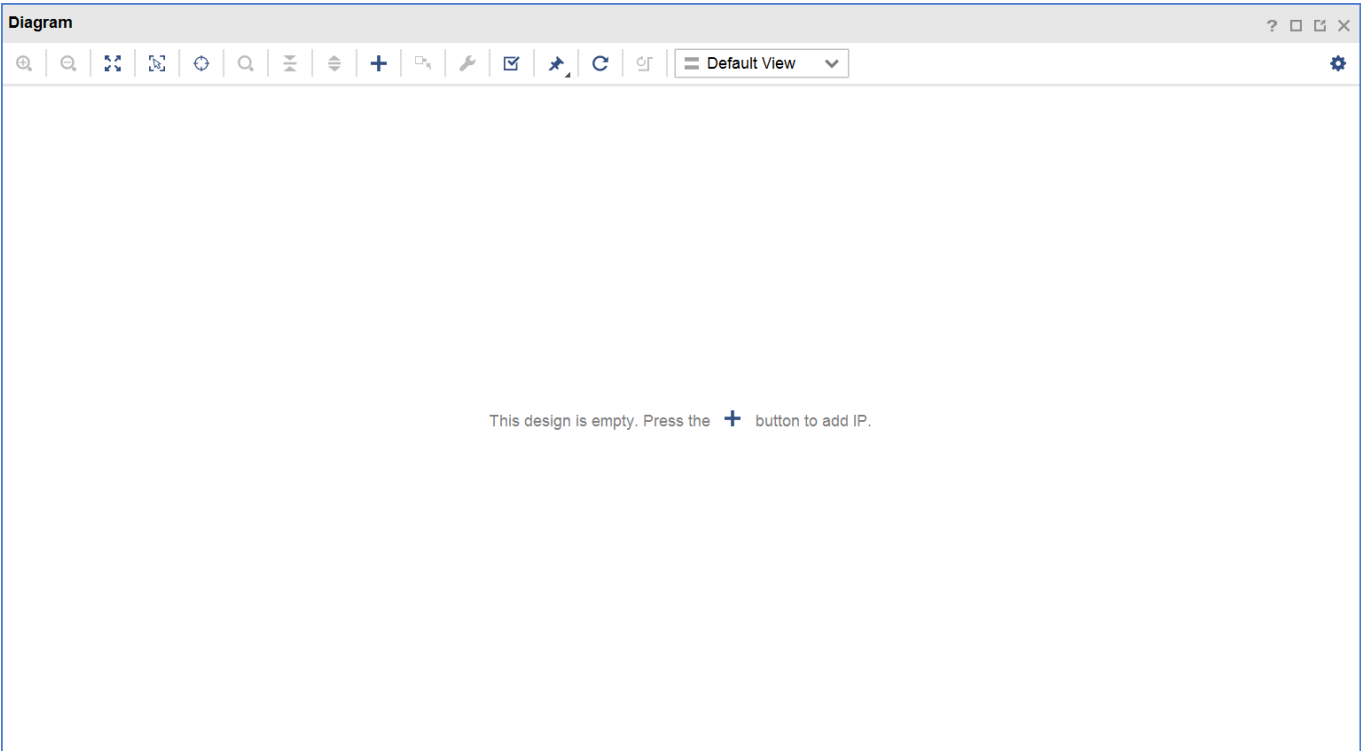 Diagram
Default View
This design is empty. Press the + button to add IP.